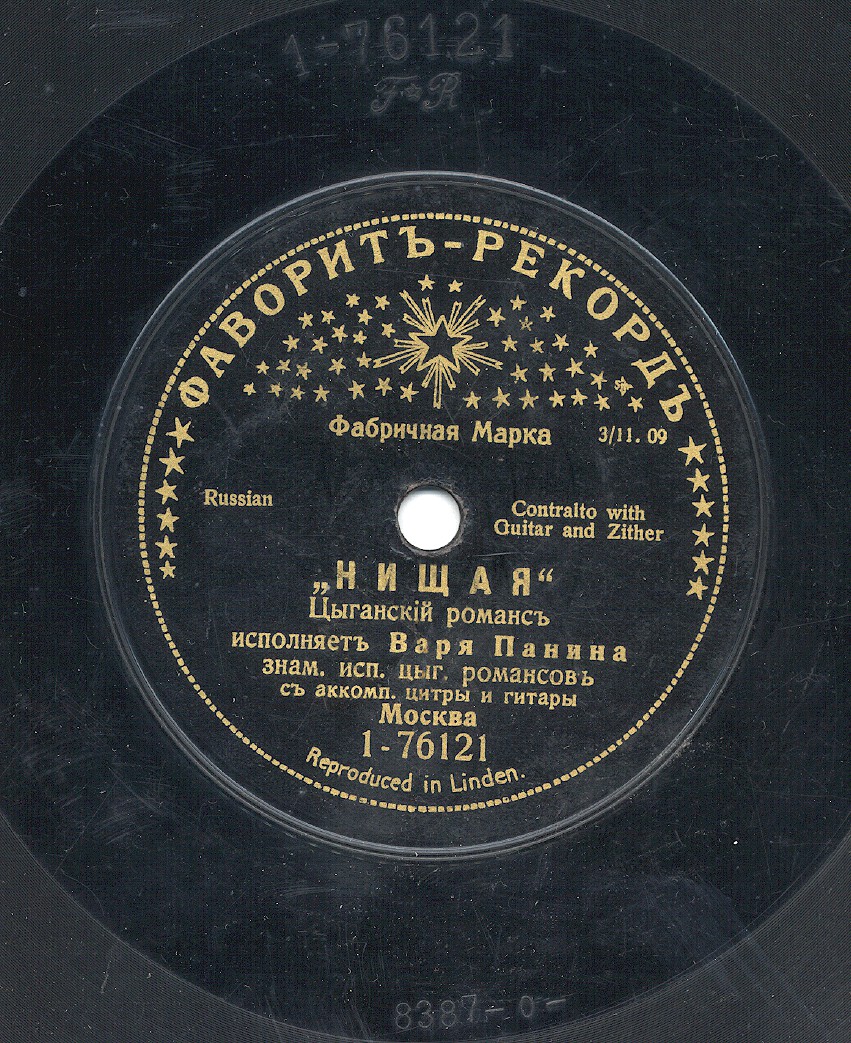 1-76121
F*R
ФАВОРИТЪ-РЕКОРДЪ
Фабричная Марка 3/11. 09
Russian
Contralto with
Guitar and Zither
„НИЩАЯ“
Цыганскій романсъ
исполняетъ Варя Панина
знам. исп. цыг. романсовъ
съ аккомп. цитры и гитары
Москва
1-76121
Reproduced in Linden.
8387-0-